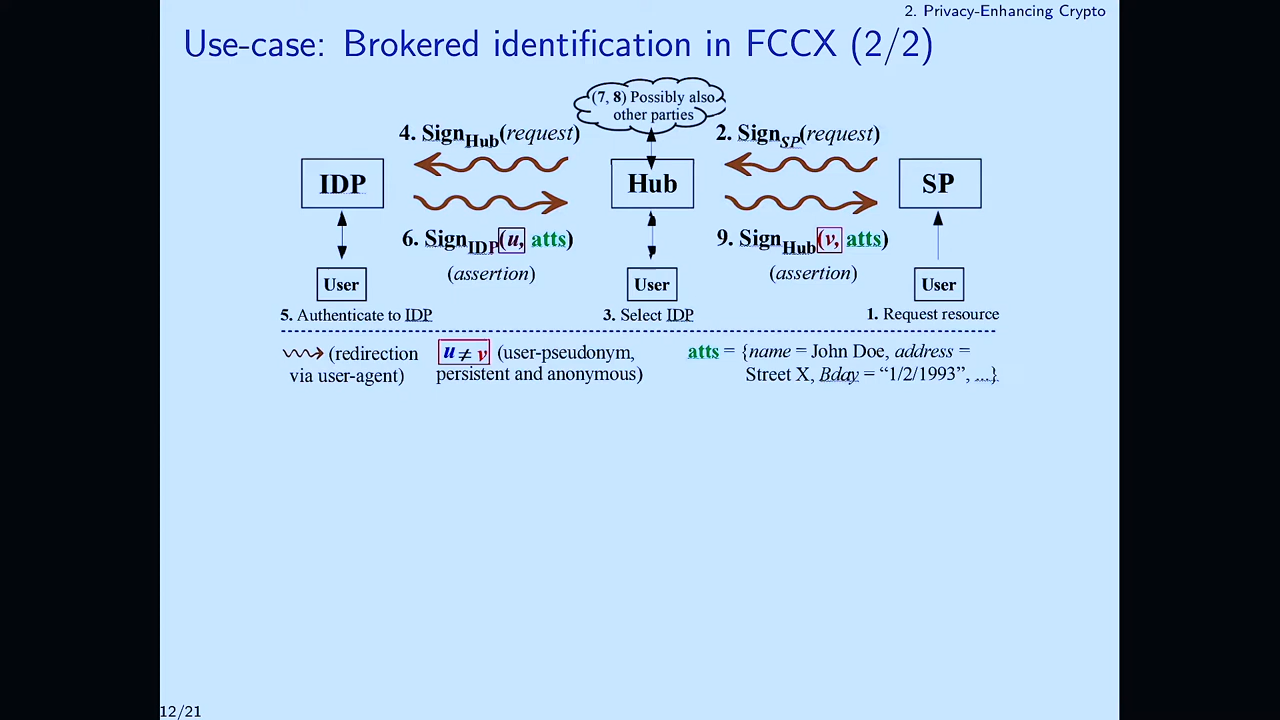 2. Privacy-Enhancing Crypto
Use-case: Brokered identification in FCCX (2/2)
(7, 8) Possibly also
other parties
4. SignHub(request)
2. SignSP(request)
IDP
Hub
SP
6. SignIDP(u, atts)
(assertion)
9. SignHub(v, atts)
(assertion)
User
User
User
5. Authenticate to IDP
3. Select IDP
1. Request resource
(redirection
via user-agent)
u ≠ v (user-pseudonym,
persistent and anonymous)
atts = {name = John Doe, address =
Street X, Bday = “1/2/1993”, ...}
12/21